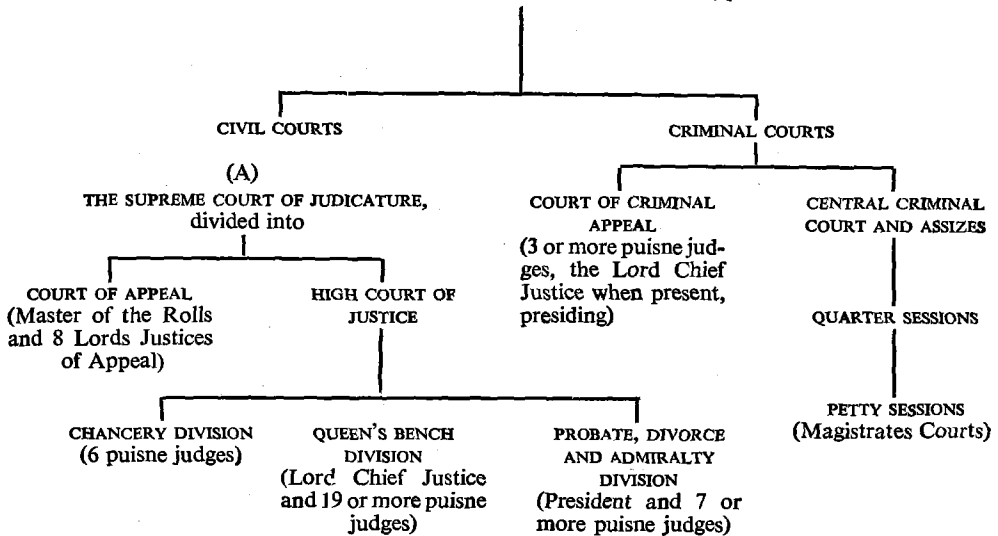 CIVIL COURTS
CRIMINAL COURTS
(A)
THE SUPREME COURT OF JUDICATURE,
divided into
COURT OF CRIMINAL
APPEAL
(3 or more puisne jud-
ges, the Lord Chief
Justice when present,
presiding)
CENTRAL CRIMINAL
COURT AND ASSIZES
COURT OF APPEAL
(Master of the Rolls
and 8 Lords Justices
of Appeal)
HIGH COURT OF
JUSTICE
QUARTER SESSIONS
PETTY SESSIONS
(Magistrates Courts)
CHANCERY DIVISION
(6 puisne judges)
QUEEN'S BENCH
DIVISION
(Lord Chief Justice
and 19 or more puisne
judges)
PROBATE, DIVORCE
AND ADMIRALTY
DIVISION
(President and 7 or
more puisne judges)